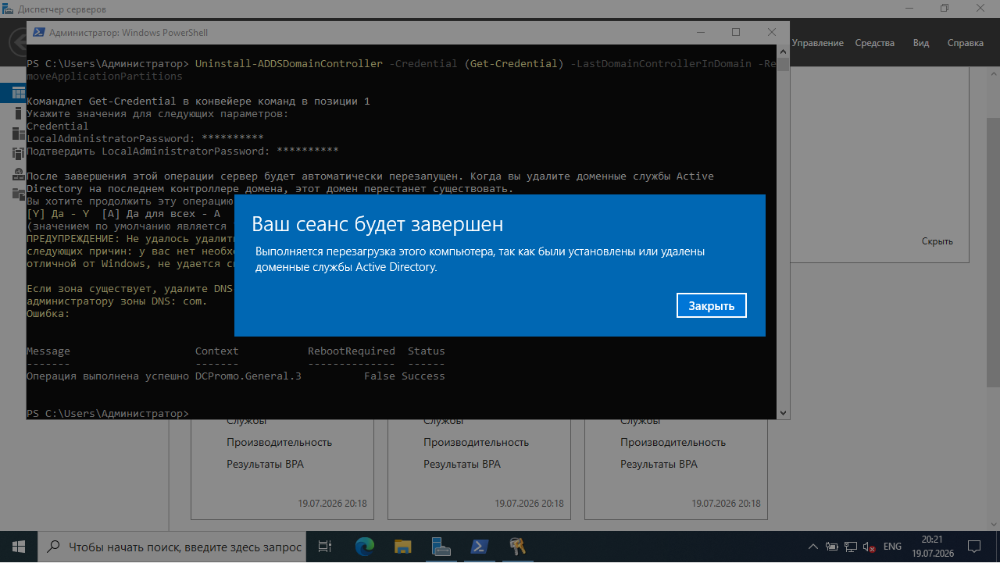 Диспетчер серверов
Управление Средства Вид Справка
Администратор: Windows PowerShell
PS C:\Users\Администратор> Uninstall-ADDSDomainController -Credential (Get-Credential) -LastDomainControllerInDomain -Re
moveApplicationPartitions
Командлет Get-Credential в конвейере команд в позиции 1
Укажите значения для следующих параметров:
Credential
LocalAdministratorPassword: **********
Подтвердить LocalAdministratorPassword: **********
После завершения этой операции сервер будет автоматически перезапущен. Когда вы удалите доменные службы Active
Directory на последнем контроллере домена, этот домен перестанет существовать.
Вы хотите продолжить эту операцию
[Y] Да - Y  [A] Да для всех - A
(значением по умолчанию является
ПРЕДУПРЕЖДЕНИЕ: Не удалось удалит
следующих причин: у вас нет необх
отличной от Windows, не удается с
Если зона существует, удалите DNS
администратору зоны DNS: com.
Ошибка:
Ваш сеанс будет завершен
Выполняется перезагрузка этого компьютера, так как были установлены или удалены
доменные службы Active Directory.
Закрыть
Скрыть
Message Context RebootRequired Status
------- ------- -------------- ------
Операция выполнена успешно DCPromo.General.3 False Success
PS C:\Users\Администратор>
Службы Службы Службы
Производительность Производительность Производительность
Результаты BPA Результаты BPA Результаты BPA
19.07.2026 20:18 19.07.2026 20:18 19.07.2026 20:18
Чтобы начать поиск, введите здесь запрос
ENG
20:21
19.07.2026